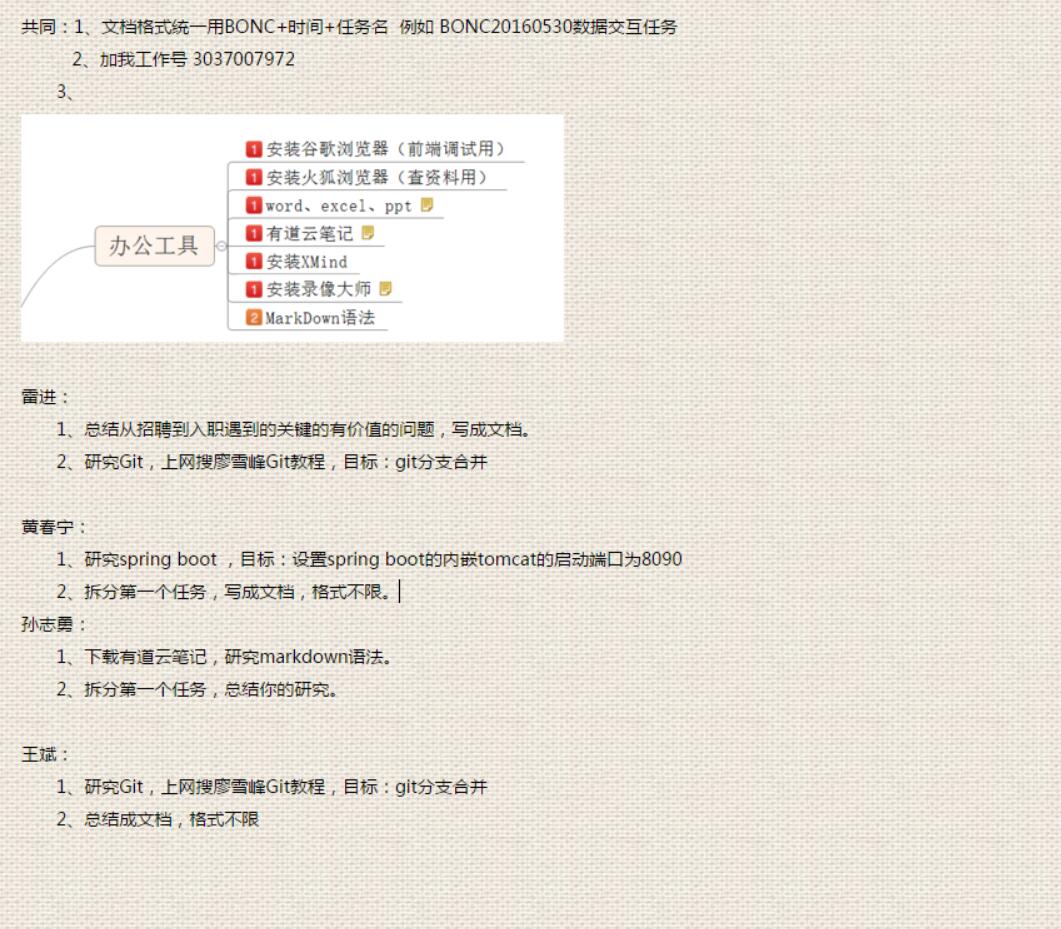 共同：1、文档格式统一用BONC+时间+任务名  例如 BONC20160530数据交互任务
2、加我工作号 3037007972
3、
1 安装谷歌浏览器（前端调试用）
1 安装火狐浏览器（查资料用）
1 word、excel、ppt
办公工具
1 有道云笔记
1 安装XMind
1 安装录像大师
2 MarkDown语法
雷进：
1、总结从招聘到入职遇到的关键的有价值的问题，写成文档。
2、研究Git，上网搜廖雪峰Git教程，目标：git分支合并
黄春宁：
1、研究spring boot ，目标：设置spring boot的内嵌tomcat的启动端口为8090
2、拆分第一个任务，写成文档，格式不限。
孙志勇：
1、下载有道云笔记，研究markdown语法。
2、拆分第一个任务，总结你的研究。
王斌：
1、研究Git，上网搜廖雪峰Git教程，目标：git分支合并
2、总结成文档，格式不限